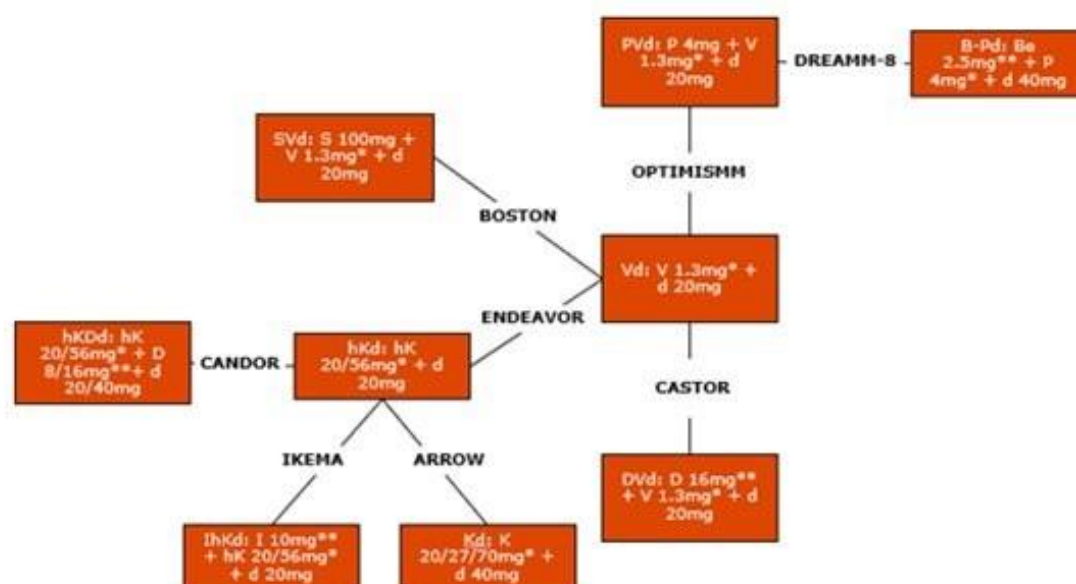 PVd: P 4mg + V
1.3mg* + d
20mg
DREAMM-8
B-Pd: Be
2.5mg** + P
4mg* + d 40mg
SVd: S 100mg +
V 1.3mg* + d
20mg
OPTIMISMM
BOSTON
Vd: V 1.3mg* +
d 20mg
ENDEAVOR
hKDd: hK
20/56mg* + D
8/16mg**+ d
20/40mg
CANDOR
hKd: hK
20/56mg* + d
20mg
CASTOR
IKEMA
ARROW
DVd: D 16mg**
+ V 1.3mg* + d
20mg
IhKd: I 10mg**
+ hK 20/56mg*
+ d 20mg
Kd: K
20/27/70mg* +
d 40mg